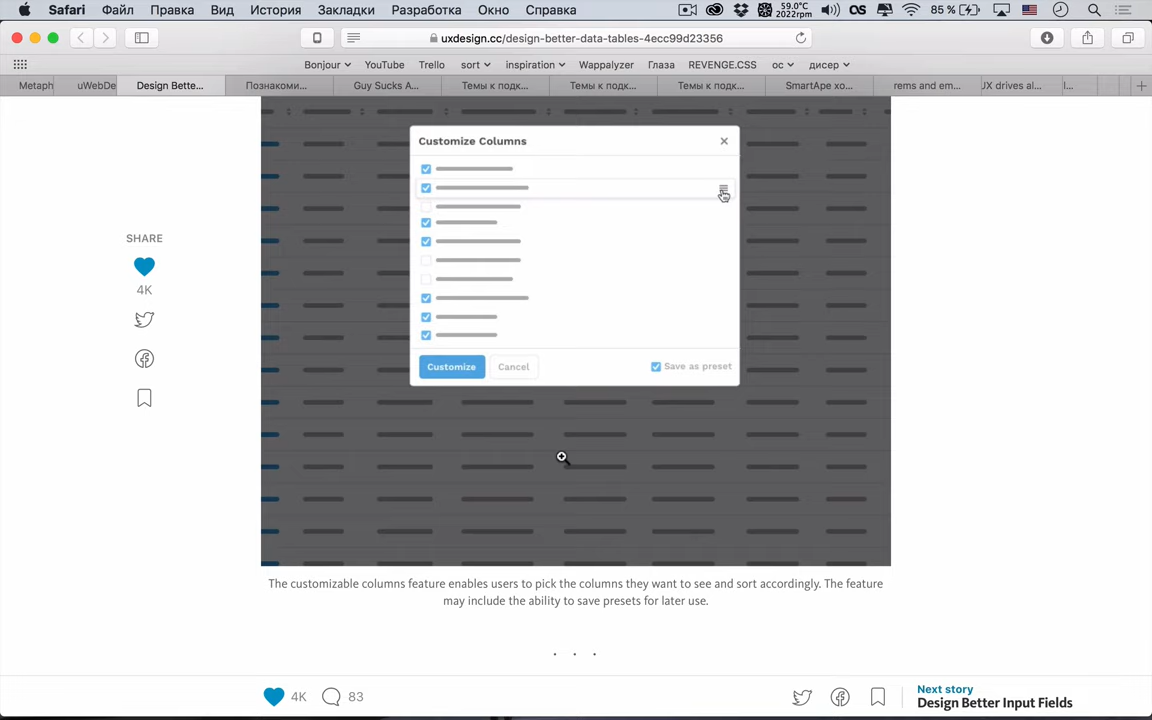 Safari Файл Правка Вид История Закладки Разработка Окно Справка 59.0°C 2022rpm 85 %
uxdesign.cc/design-better-data-tables-4ecc99d23356
Bonjour YouTube Trello sort inspiration Wappalyzer Глаза REVENGE.CSS ос дисер
Metaph uWebDe Design Bette... Познакоми... Guy Sucks A... Темы к подк... Темы к подк... Темы к подк... SmartApe хо... rems and em... JX drives al... I...
Customize Columns
SHARE
4K
Customize Cancel Save as preset
The customizable columns feature enables users to pick the columns they want to see and sort accordingly. The feature
may include the ability to save presets for later use.
4K 83
Next story
Design Better Input Fields